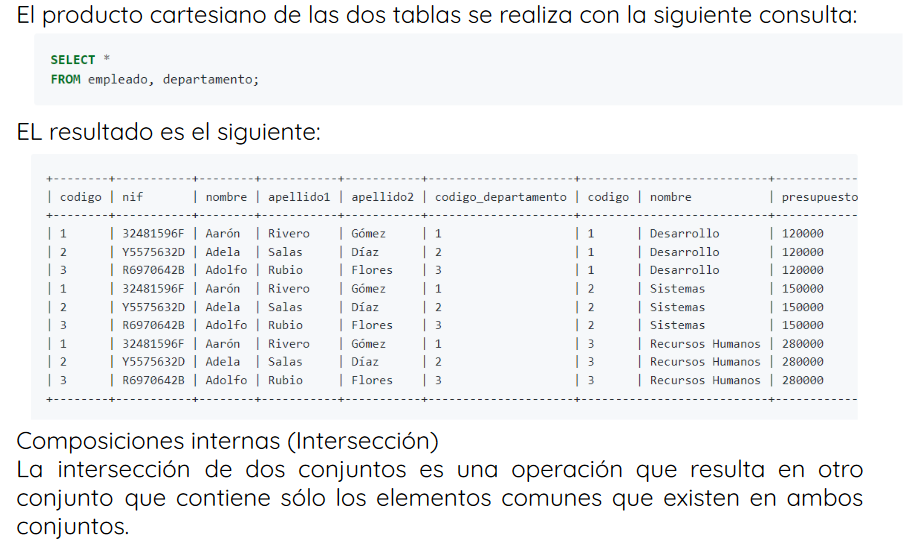 El producto cartesiano de las dos tablas se realiza con la siguiente consulta:
SELECT *
FROM empleado, departamento;
EL resultado es el siguiente:
+--------+-----------+--------+-----------+-----------+---------------------+--------+------------------+------------
| codigo | nif | nombre | apellido1 | apellido2 | codigo_departamento | codigo | nombre | presupuesto
+--------+-----------+--------+-----------+-----------+---------------------+--------+------------------+------------
| 1 | 32481596F | Aarón | Rivero | Gómez | 1 | 1 | Desarrollo | 120000
| 2 | Y5575632D | Adela | Salas | Díaz | 2 | 1 | Desarrollo | 120000
| 3 | R6970642B | Adolfo | Rubio | Flores | 3 | 1 | Desarrollo | 120000
| 1 | 32481596F | Aarón | Rivero | Gómez | 1 | 2 | Sistemas | 150000
| 2 | Y5575632D | Adela | Salas | Díaz | 2 | 2 | Sistemas | 150000
| 3 | R6970642B | Adolfo | Rubio | Flores | 3 | 2 | Sistemas | 150000
| 1 | 32481596F | Aarón | Rivero | Gómez | 1 | 3 | Recursos Humanos | 280000
| 2 | Y5575632D | Adela | Salas | Díaz | 2 | 3 | Recursos Humanos | 280000
| 3 | R6970642B | Adolfo | Rubio | Flores | 3 | 3 | Recursos Humanos | 280000
+--------+-----------+--------+-----------+-----------+---------------------+--------+------------------+------------
Composiciones internas (Intersección)
La intersección de dos conjuntos es una operación que resulta en otro
conjunto que contiene sólo los elementos comunes que existen en ambos
conjuntos.